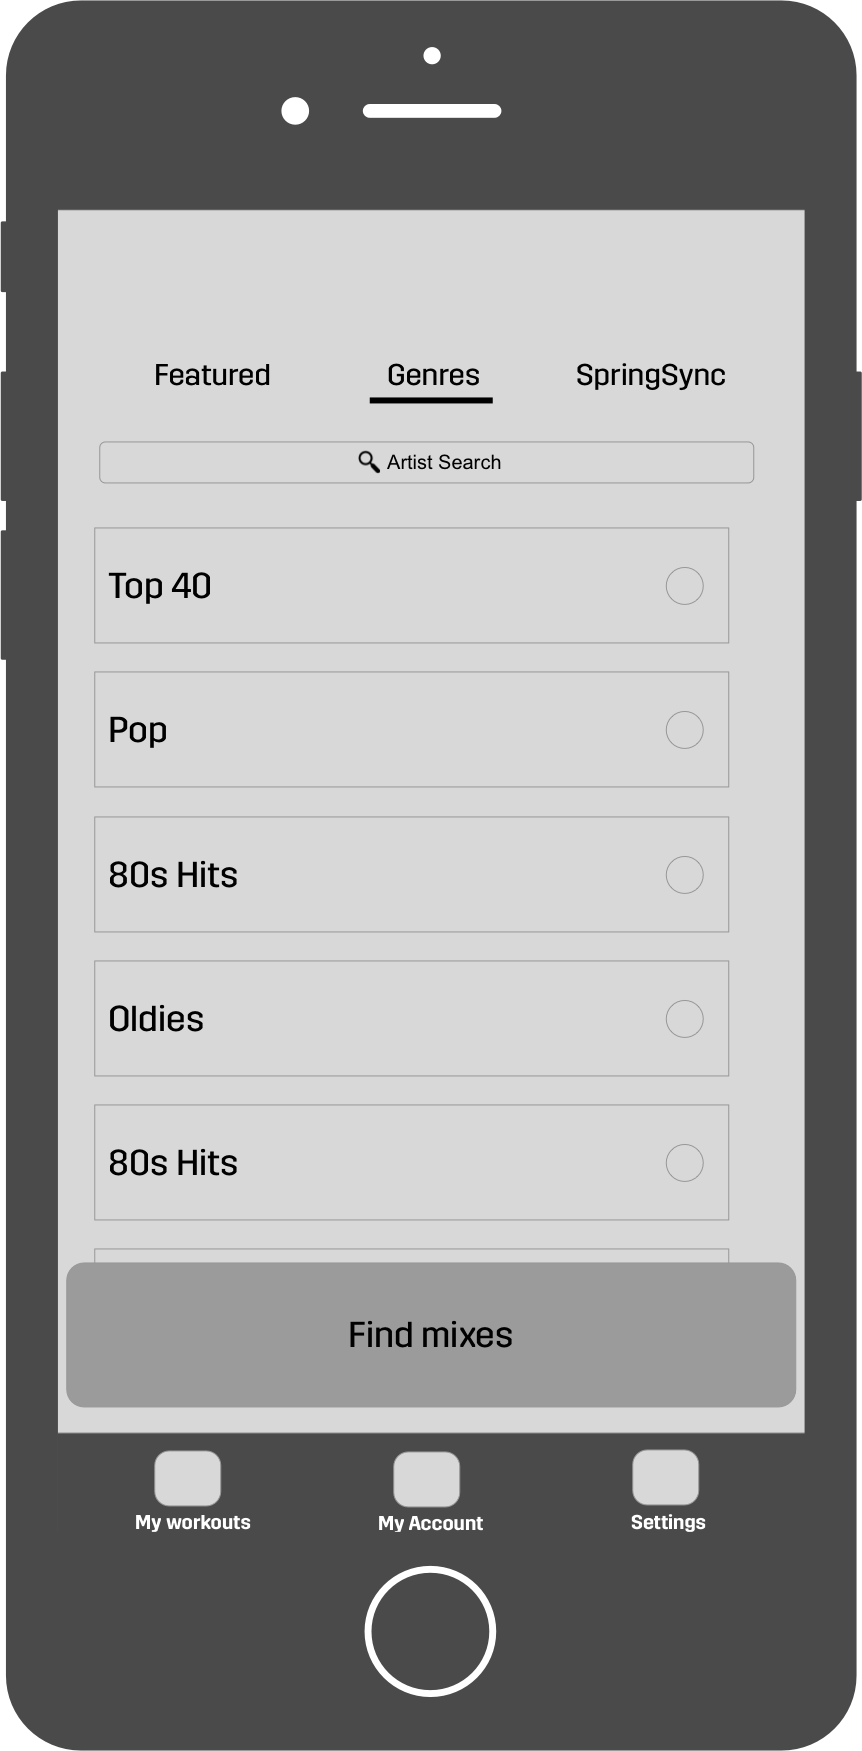 Featured Genres SpringSync
Artist Search
Top 40
Pop
80s Hits
Oldies
80s Hits
Find mixes
My workouts My Account Settings